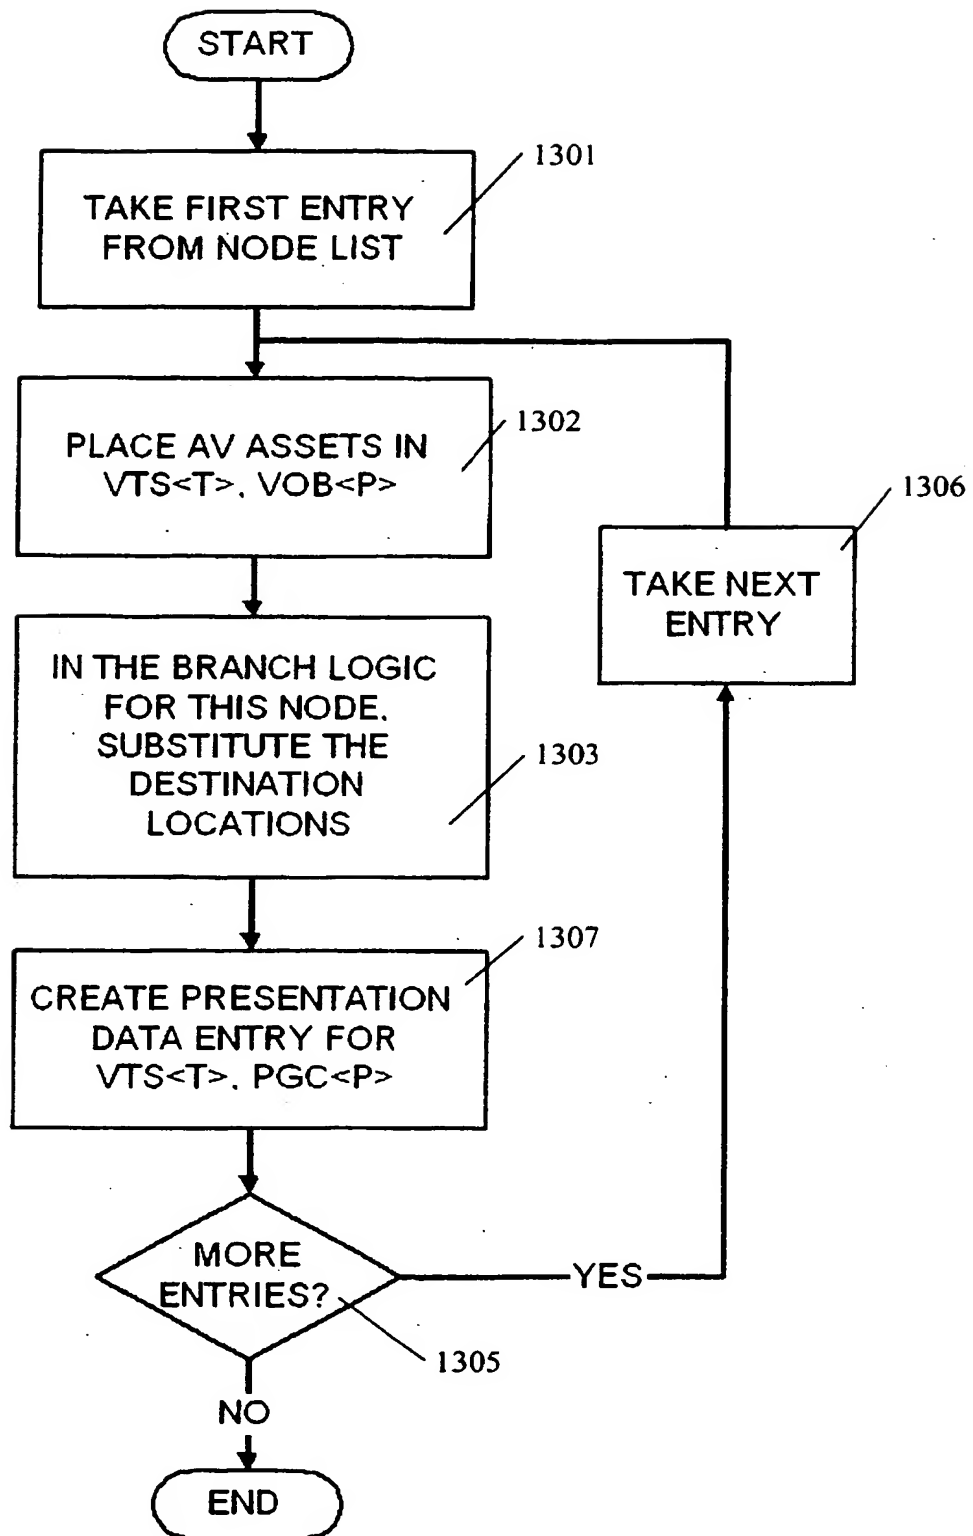 START
1301
TAKE FIRST ENTRY
FROM NODE LIST
1302
PLACE AV ASSETS IN
VTS<T>, VOB<P>
1306
TAKE NEXT
ENTRY
IN THE BRANCH LOGIC
FOR THIS NODE,
SUBSTITUTE THE
DESTINATION
LOCATIONS
1303
1307
CREATE PRESENTATION
DATA ENTRY FOR
VTS<T>, PGC<P>
MORE
ENTRIES?
YES
1305
NO
END